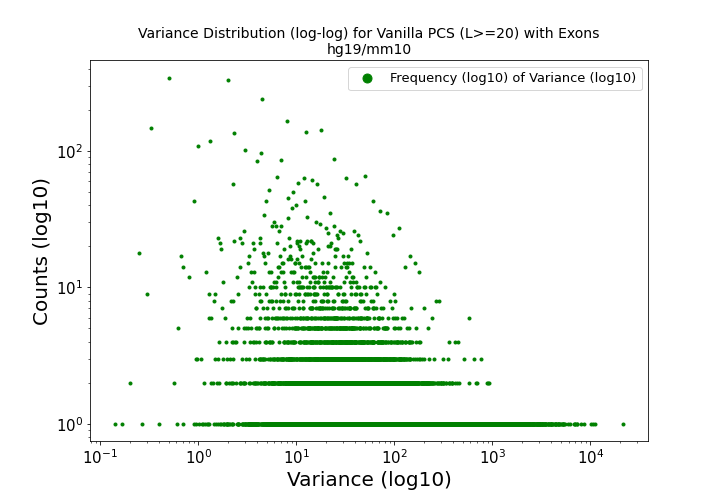 Variance Distribution (log-log) for Vanilla PCS (L>=20) with Exons
hg19/mm10
Frequency (log10) of Variance (log10)
Counts (log10)
10²
10¹
10⁰
10⁻¹ 10⁰ 10¹ 10² 10³ 10⁴
Variance (log10)